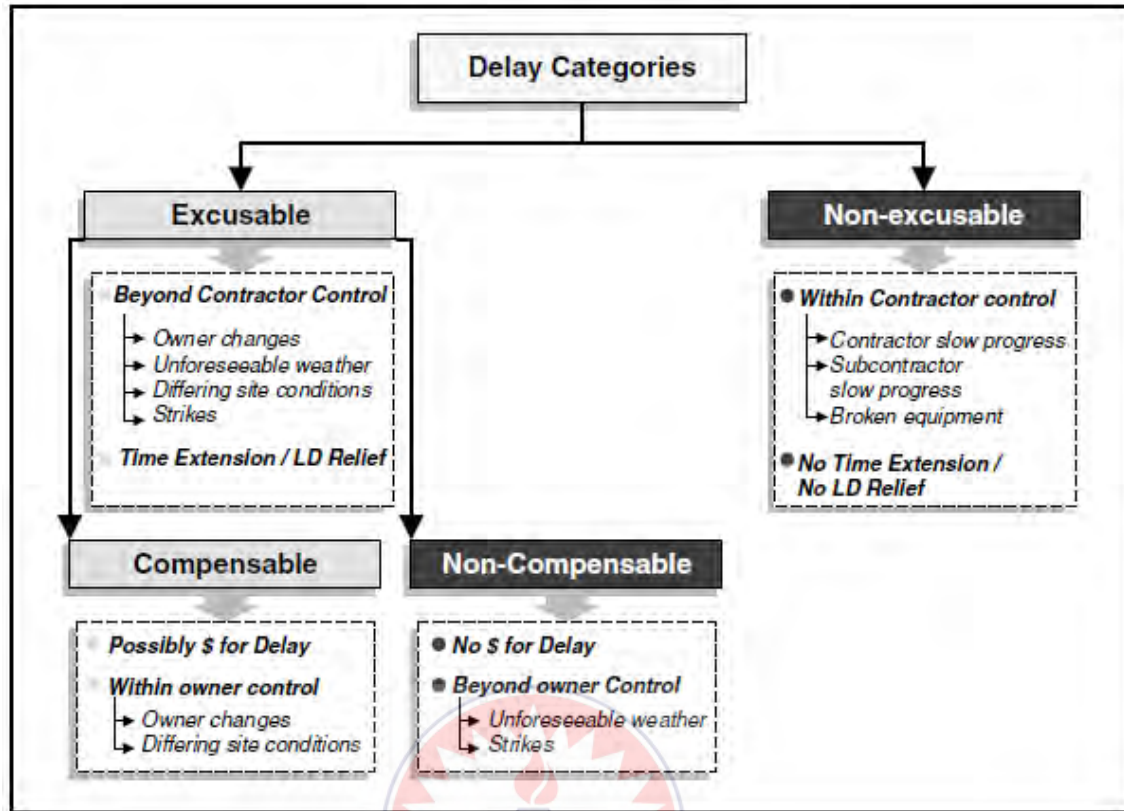 Delay Categories
Excusable
Non-excusable
Beyond Contractor Control
Owner changes
Unforeseeable weather
Differing site conditions
Strikes
Time Extension / LD Relief
Within Contractor control
Contractor slow progress
Subcontractor
slow progress
Broken equipment
No Time Extension /
No LD Relief
Compensable
Non-Compensable
Possibly $ for Delay
Within owner control
Owner changes
Differing site conditions
No $ for Delay
Beyond owner Control
Unforeseeable weather
Strikes